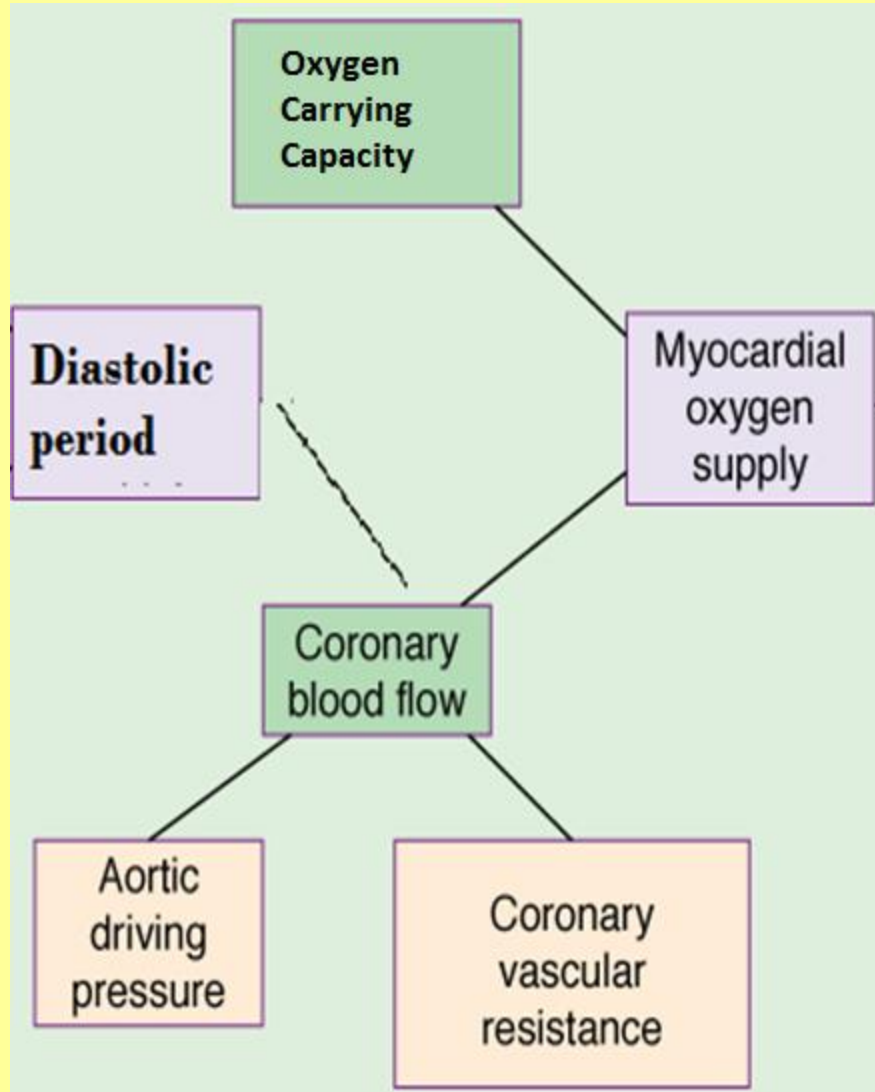 Oxygen
Carrying
Capacity
Diastolic
period
Myocardial
oxygen
supply
Coronary
blood flow
Aortic
driving
pressure
Coronary
vascular
resistance